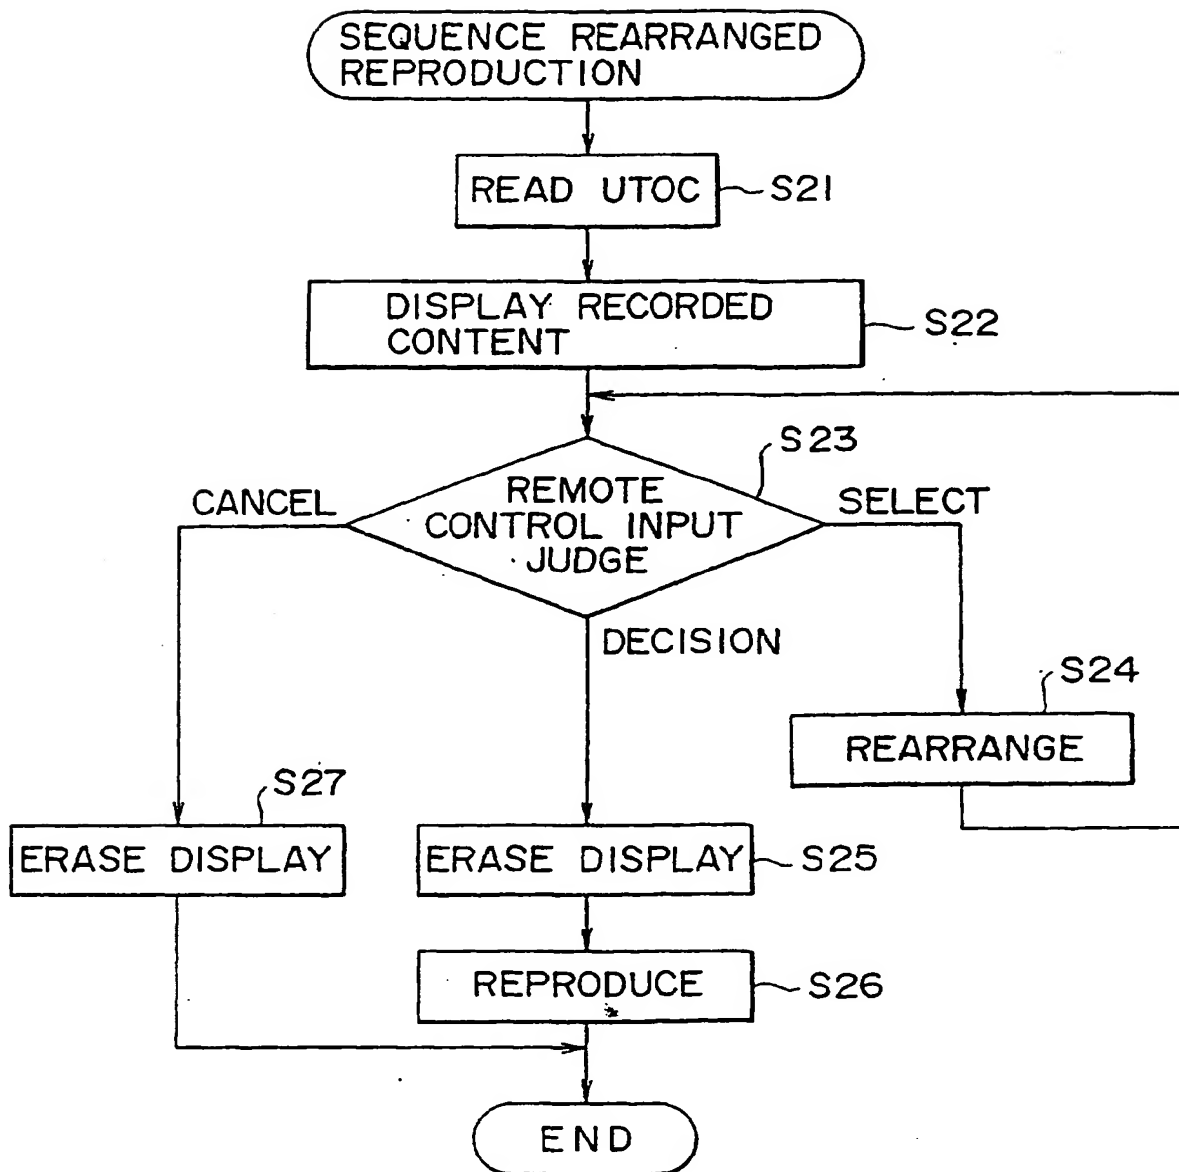 SEQUENCE REARRANGED
REPRODUCTION
READ UTOC
S21
DISPLAY RECORDED
CONTENT
S22
S23
CANCEL
REMOTE
CONTROL INPUT
JUDGE
SELECT
DECISION
S24
REARRANGE
S27
ERASE DISPLAY
ERASE DISPLAY
S25
REPRODUCE
S26
END